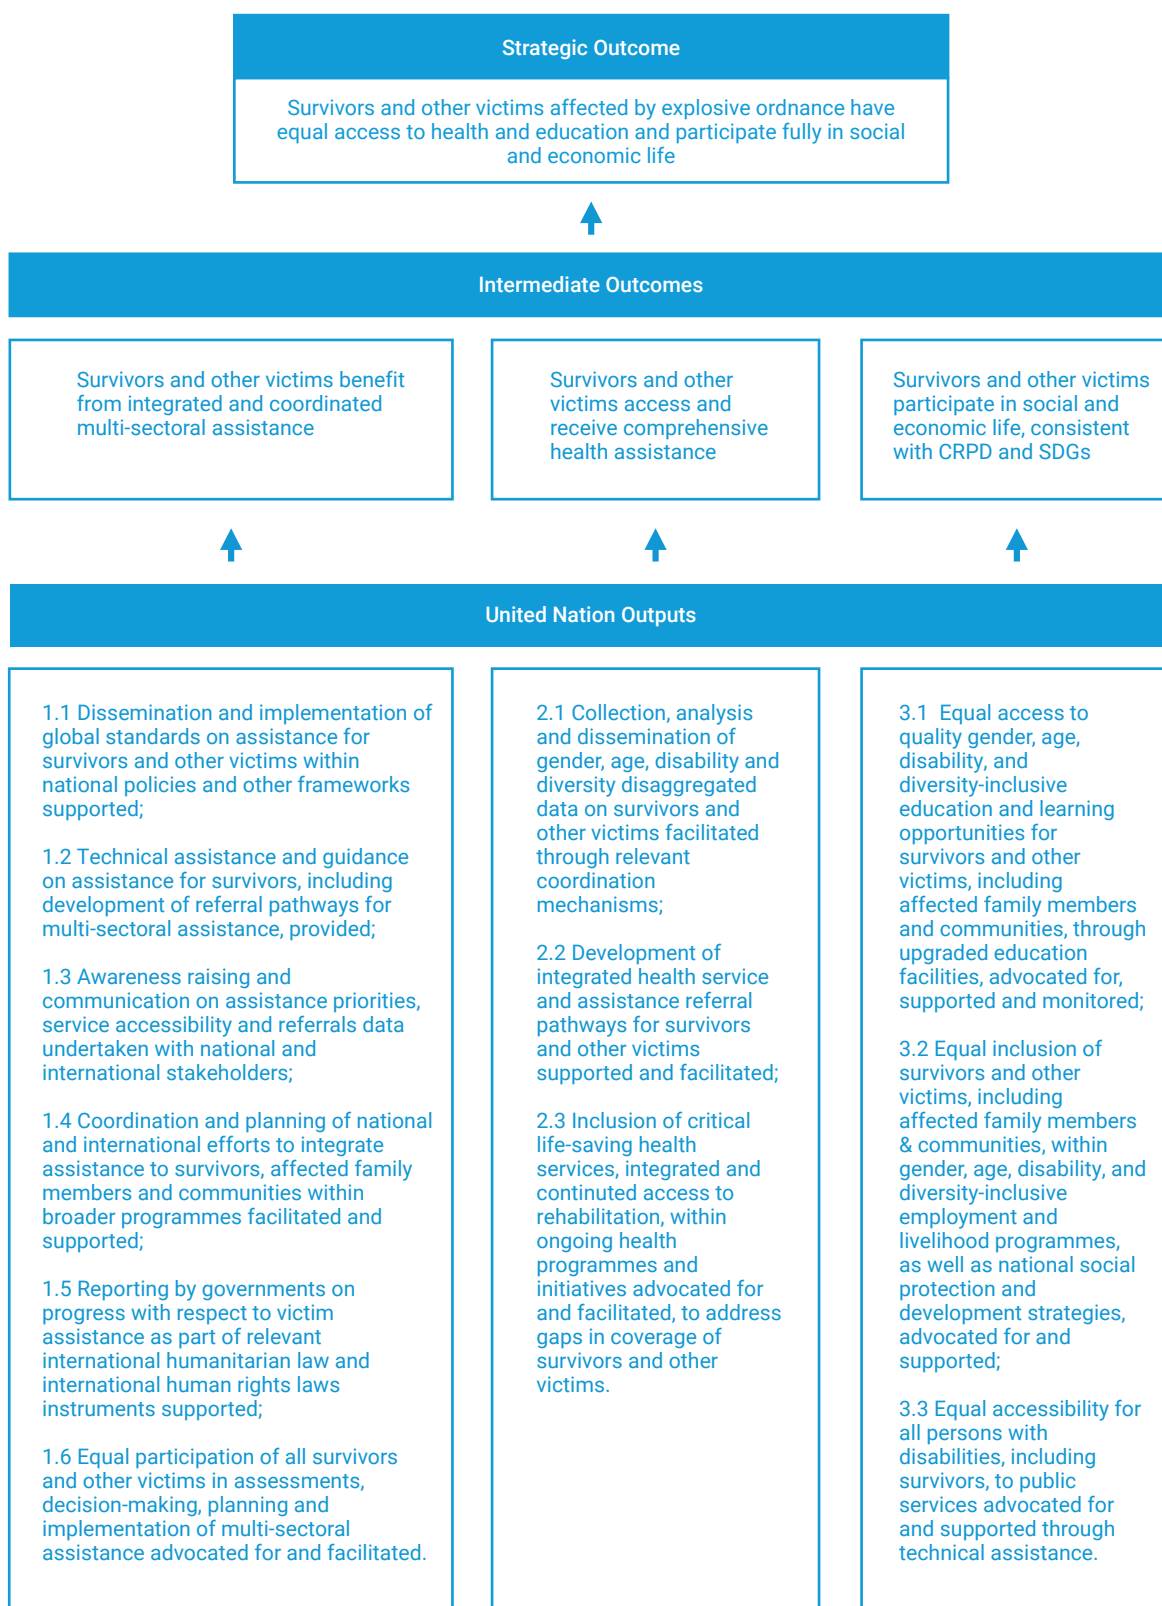 Strategic Outcome
Survivors and other victims affected by explosive ordnance have
equal access to health and education and participate fully in social
and economic life
Intermediate Outcomes
Survivors and other victims benefit
from integrated and coordinated
multi-sectoral assistance
Survivors and other
victims access and
receive comprehensive
health assistance
Survivors and other victims
participate in social and
economic life, consistent
with CRPD and SDGs
United Nation Outputs
1.1 Dissemination and implementation of
global standards on assistance for
survivors and other victims within
national policies and other frameworks
supported;
1.2 Technical assistance and guidance
on assistance for survivors, including
development of referral pathways for
multi-sectoral assistance, provided;
1.3 Awareness raising and
communication on assistance priorities,
service accessibility and referrals data
undertaken with national and
international stakeholders;
1.4 Coordination and planning of national
and international efforts to integrate
assistance to survivors, affected family
members and communities within
broader programmes facilitated and
supported;
1.5 Reporting by governments on
progress with respect to victim
assistance as part of relevant
international humanitarian law and
international human rights laws
instruments supported;
1.6 Equal participation of all survivors
and other victims in assessments,
decision-making, planning and
implementation of multi-sectoral
assistance advocated for and facilitated.
2.1 Collection, analysis
and dissemination of
gender, age, disability and
diversity disaggregated
data on survivors and
other victims facilitated
through relevant
coordination
mechanisms;
2.2 Development of
integrated health service
and assistance referral
pathways for survivors
and other victims
supported and facilitated;
2.3 Inclusion of critical
life-saving health
services, integrated and
continuted access to
rehabilitation, within
ongoing health
programmes and
initiatives advocated for
and facilitated, to address
gaps in coverage of
survivors and other
victims.
3.1 Equal access to
quality gender, age,
disability, and
diversity-inclusive
education and learning
opportunities for
survivors and other
victims, including
affected family members
and communities, through
upgraded education
facilities, advocated for,
supported and monitored;
3.2 Equal inclusion of
survivors and other
victims, including
affected family members
& communities, within
gender, age, disability, and
diversity-inclusive
employment and
livelihood programmes,
as well as national social
protection and
development strategies,
advocated for and
supported;
3.3 Equal accessibility for
all persons with
disabilities, including
survivors, to public
services advocated for
and supported through
technical assistance.